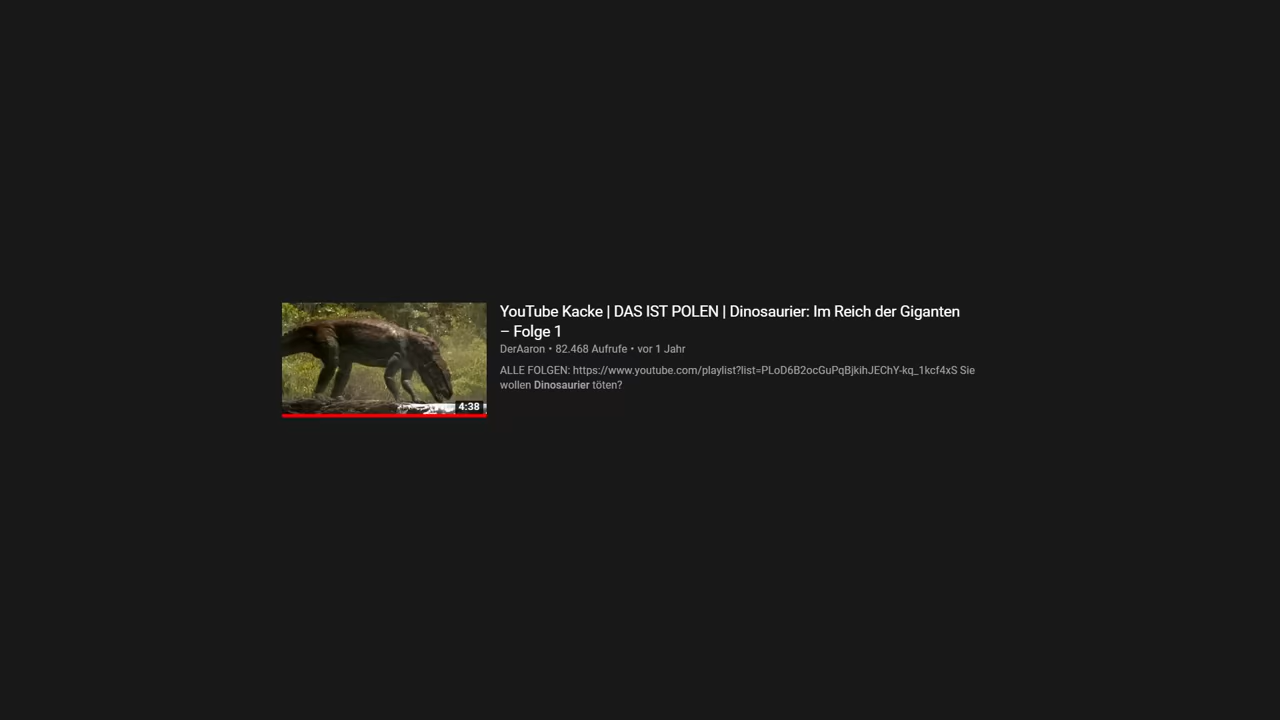 YouTube Kacke | DAS IST POLEN | Dinosaurier: Im Reich der Giganten
– Folge 1
DerAaron • 82.468 Aufrufe • vor 1 Jahr
ALLE FOLGEN: https://www.youtube.com/playlist?list=PLoD6B2ocGuPqBjkihJEChY-kq_1kcf4xS Sie
wollen Dinosaurier töten?
4:38